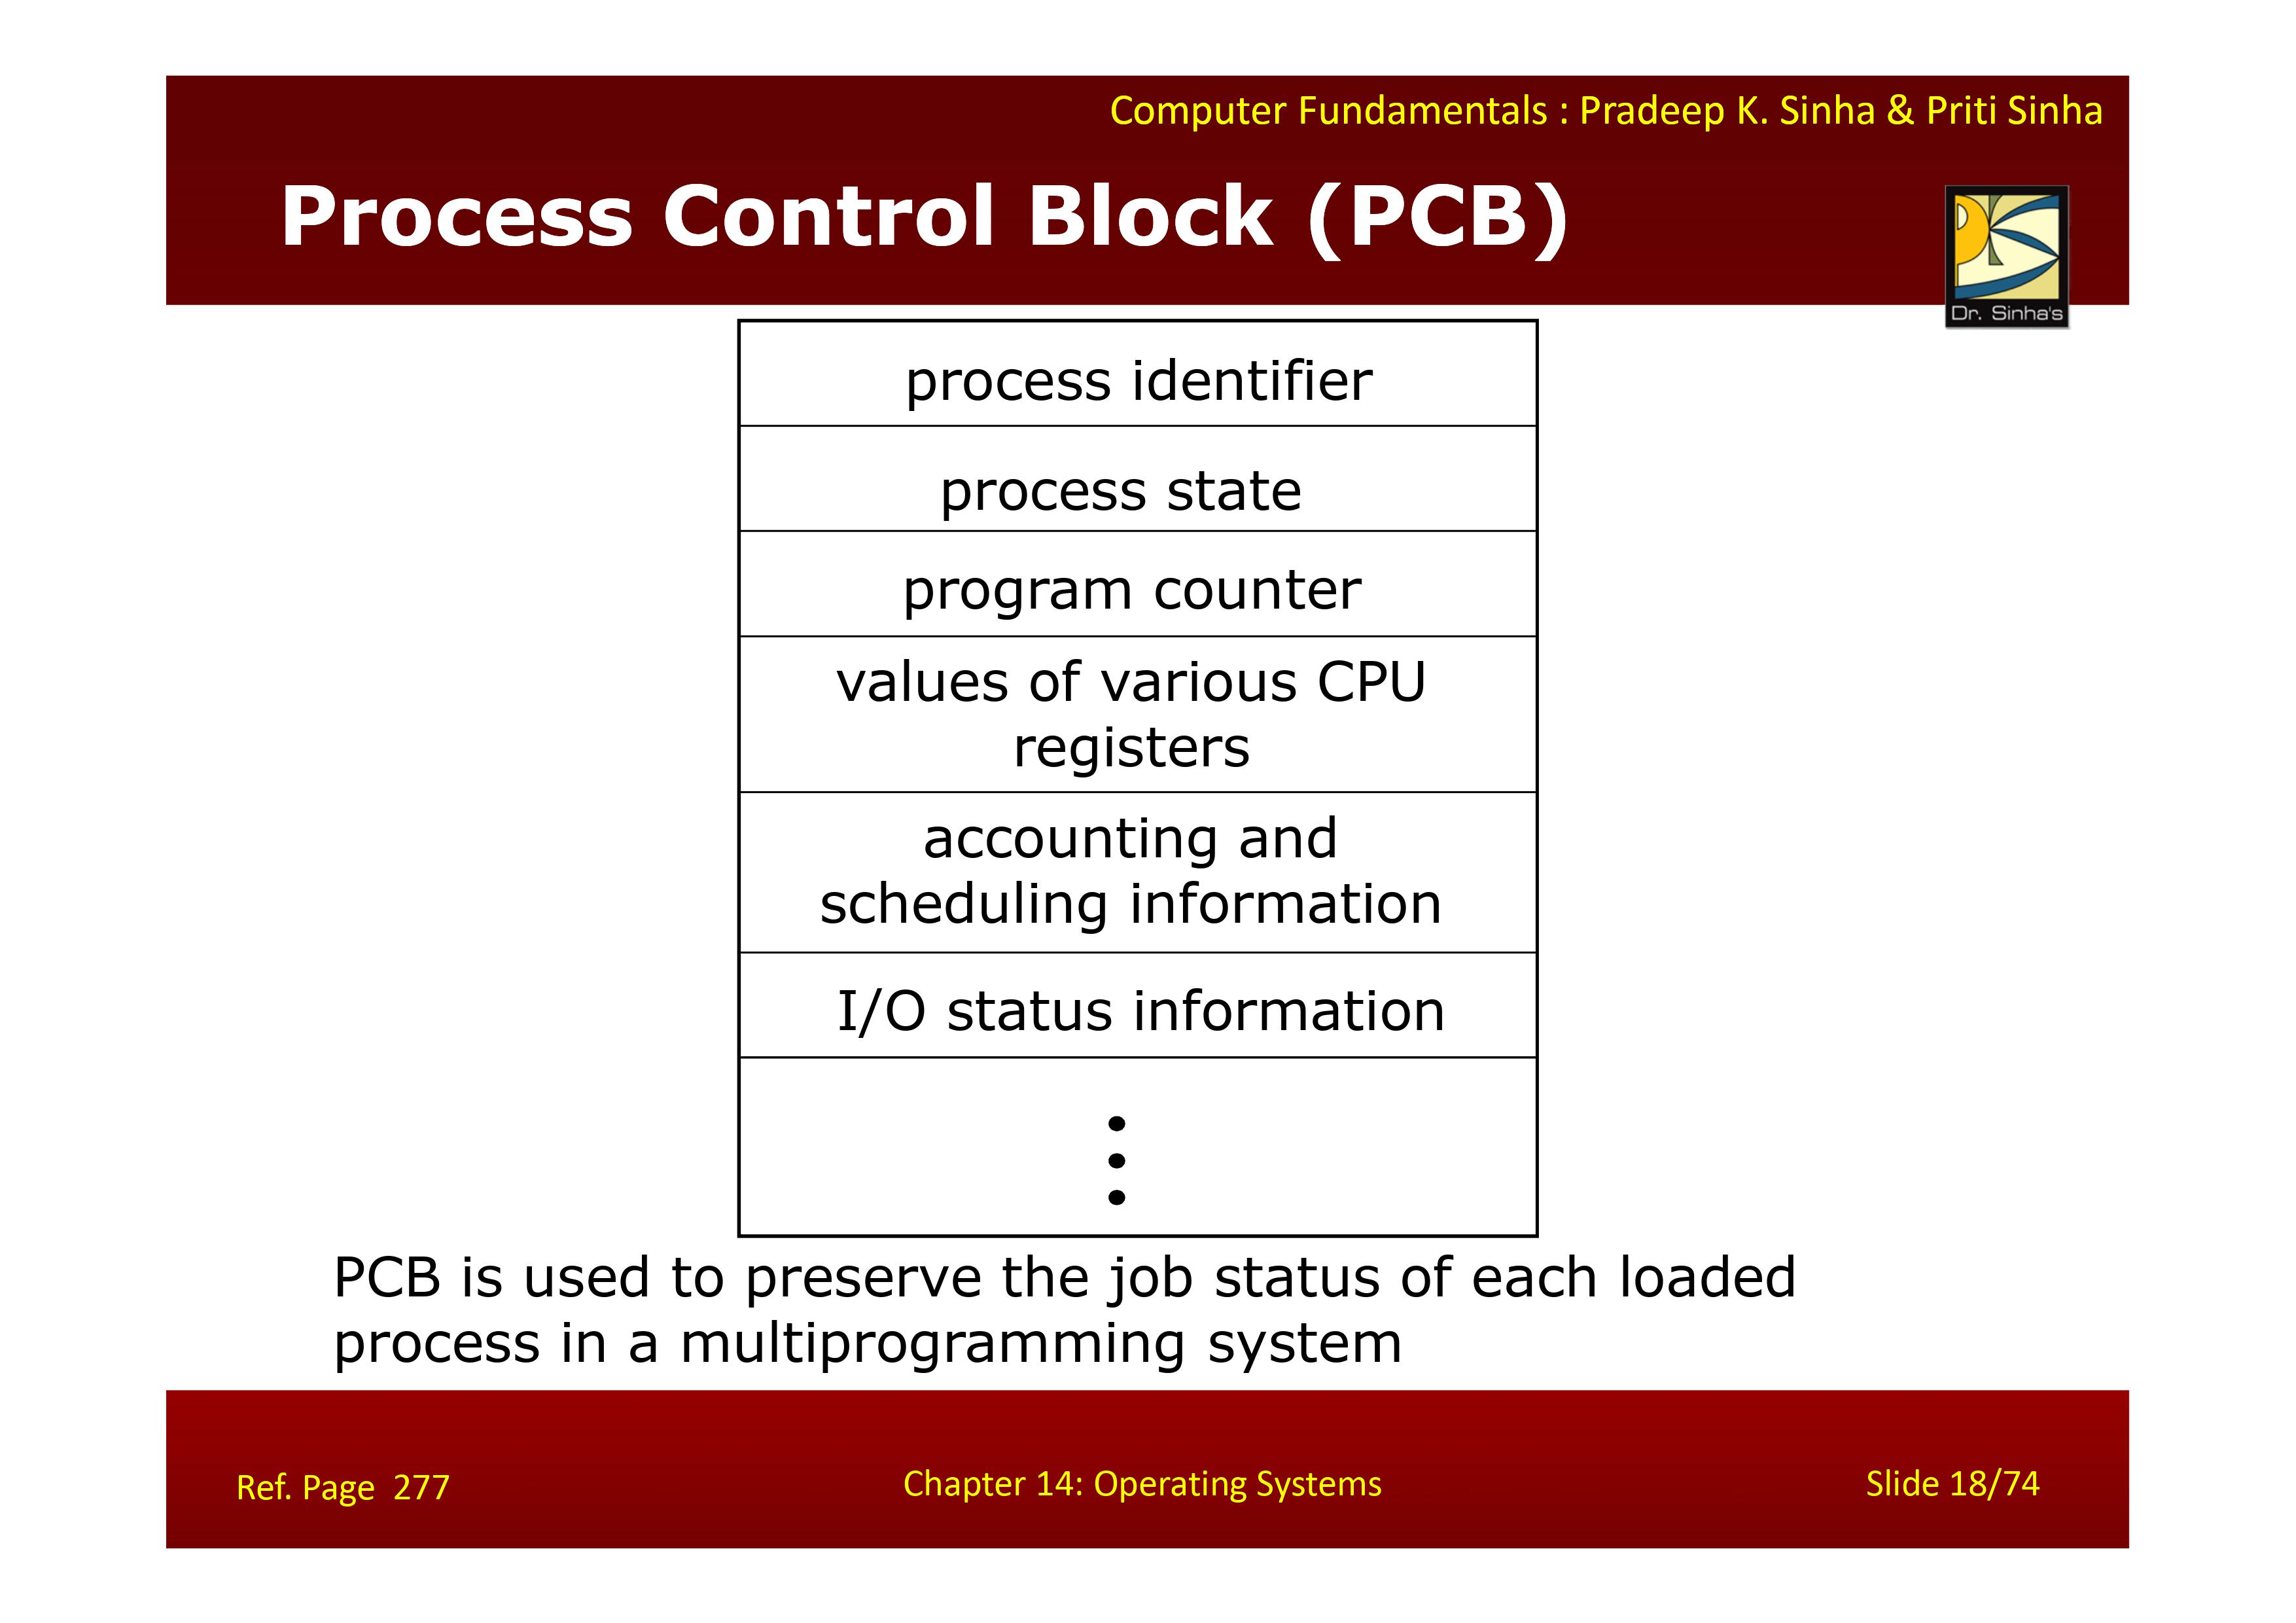 Computer Fundamentals : Pradeep K. Sinha & Priti Sinha
Process Control Block (PCB)
Dr. Sinha's
process identifier
process state
program counter
values of various CPU
registers
accounting and
scheduling information
I/O status information
PCB is used to preserve the job status of each loaded
process in a multiprogramming system
Ref. Page 277
Chapter 14: Operating Systems
Slide 18/74